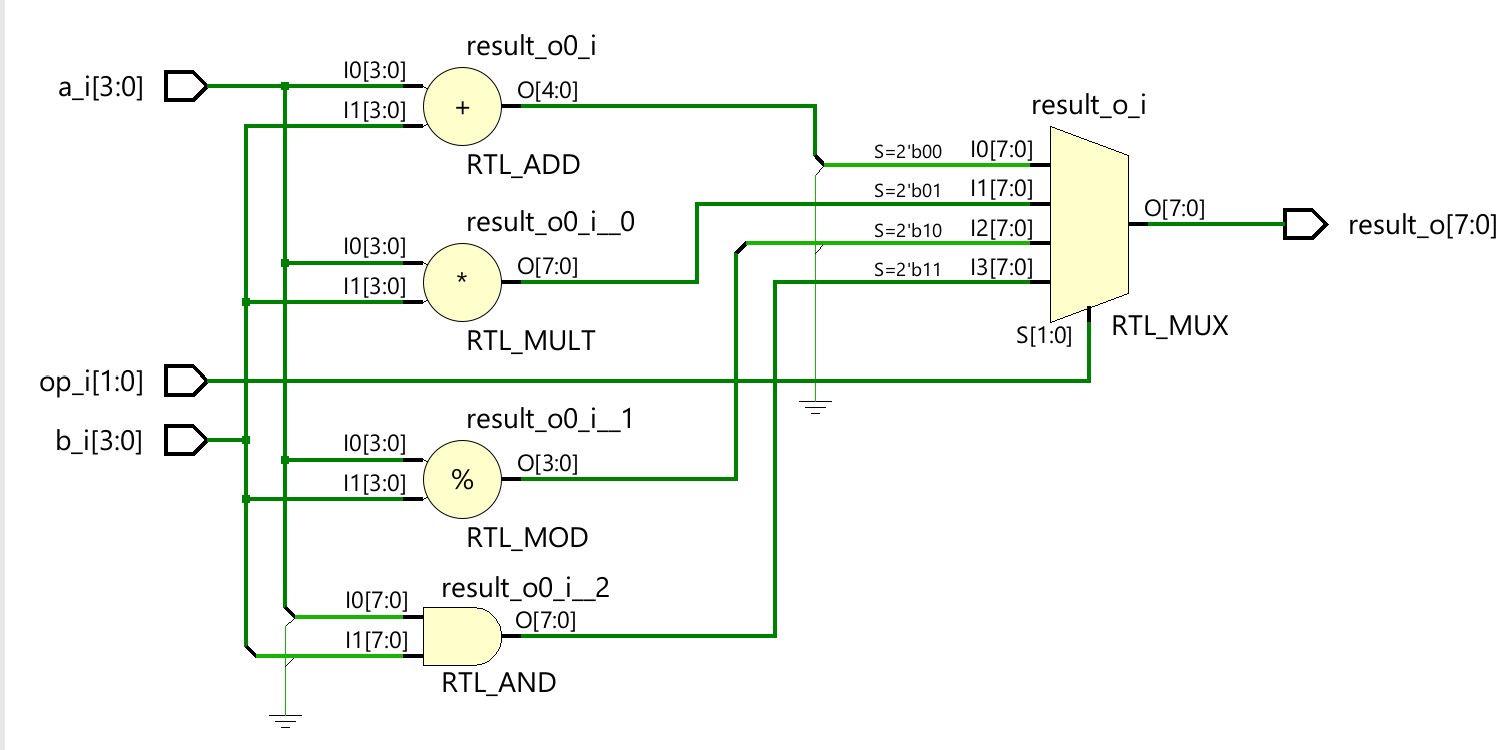 result_o0_i
a_i[3:0]
I0[3:0]
I1[3:0]
+
O[4:0]
RTL_ADD
result_o0_i__0
I0[3:0]
I1[3:0]
*
O[7:0]
RTL_MULT
op_i[1:0]
b_i[3:0]
result_o0_i__1
I0[3:0]
I1[3:0]
%
O[3:0]
RTL_MOD
result_o0_i__2
I0[7:0]
I1[7:0]
O[7:0]
RTL_AND
result_o_i
S=2'b00 I0[7:0]
S=2'b01 I1[7:0]
S=2'b10 I2[7:0]
S=2'b11 I3[7:0]
S[1:0]
RTL_MUX
O[7:0]
result_o[7:0]